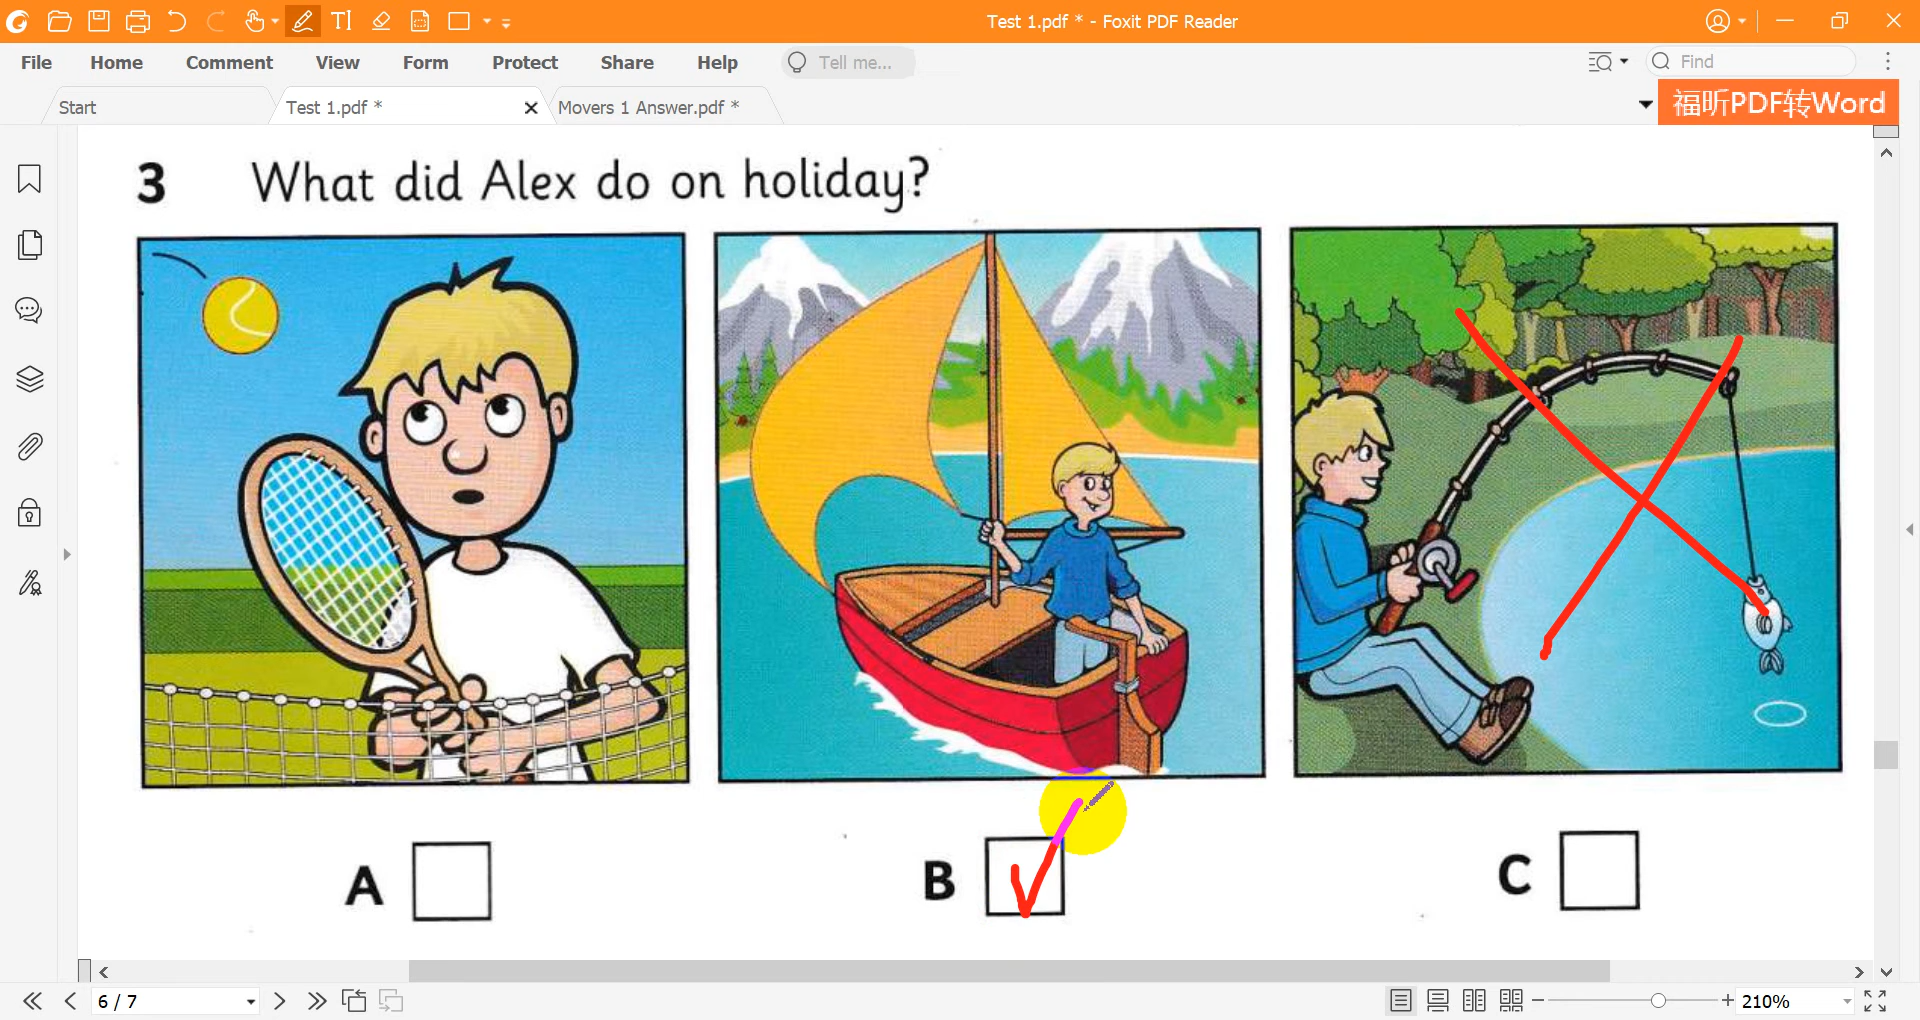 Test 1.pdf * - Foxit PDF Reader
File Home Comment View Form Protect Share Help Tell me... Find
Start Test 1.pdf * Movers 1 Answer.pdf * 福昕PDF转Word
3 What did Alex do on holiday?
A B C
6 / 7 210%